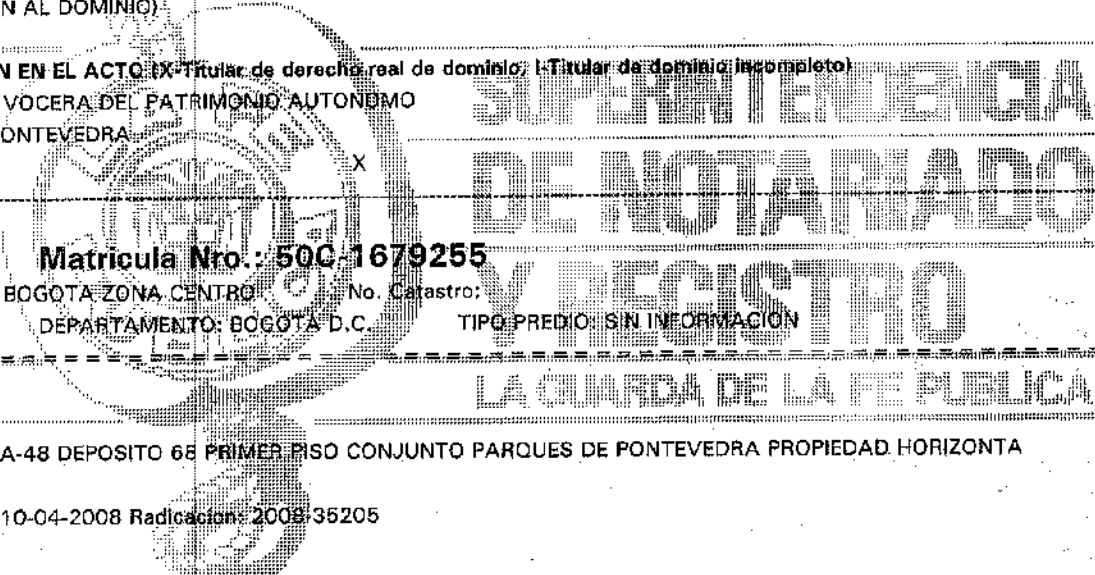 N AL DOMINIO)
N EN EL ACTO (X-Titular de derecho real de dominio, I-Titular de dominio incompleto)
VOCERA DEL PATRIMONIO AUTONOMO
SUPERINTENDENCIA
ONTEVEDRA
X
DE NOTARIADO
Matricula Nro.: 50C-1679255
BOGOTA ZONA CENTRO No. Catastro:
Y REGISTRO
DEPARTAMENTO: BOGOTA D.C. TIPO PREDIO: SIN INFORMACION
LA GUARDA DE LA FE PUBLICA
A-48 DEPOSITO 68 PRIMER PISO CONJUNTO PARQUES DE PONTEVEDRA PROPIEDAD HORIZONTA
10-04-2008 Radicacion: 2008-35205